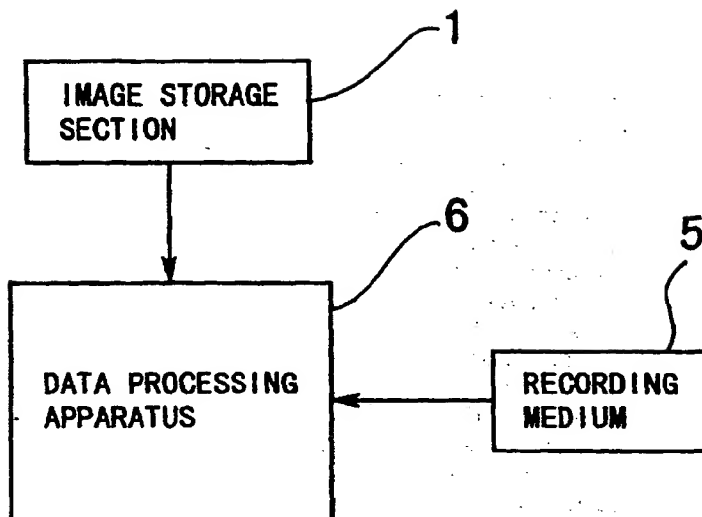 1
IMAGE STORAGE
SECTION
6
5
DATA PROCESSING
APPARATUS
RECORDING
MEDIUM